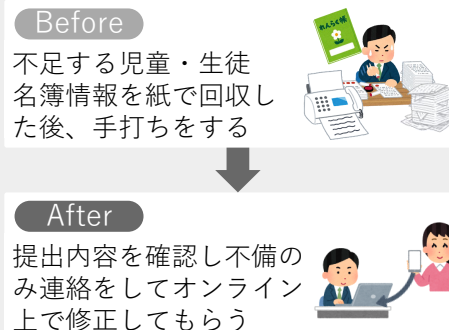 Before
不足する児童・生徒
名簿情報を紙で回収し
た後、手打ちをする
れんらく帳
After
提出内容を確認し不備の
み連絡をしてオンライン
上で修正してもらう